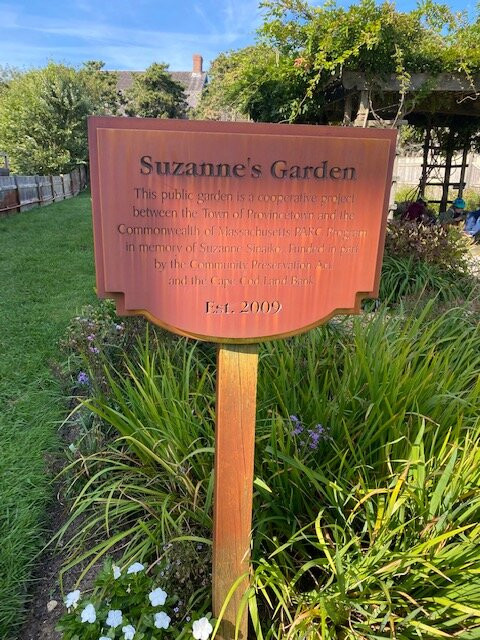 Suzanne's Garden
This public garden is a cooperative project
between the Town of Provincetown and the
Commonwealth of Massachusetts PARC Program
in memory of Suzanne Sinaiko. Funded in part
by the Community Preservation Act
and the Cape Cod Land Bank
Est. 2009